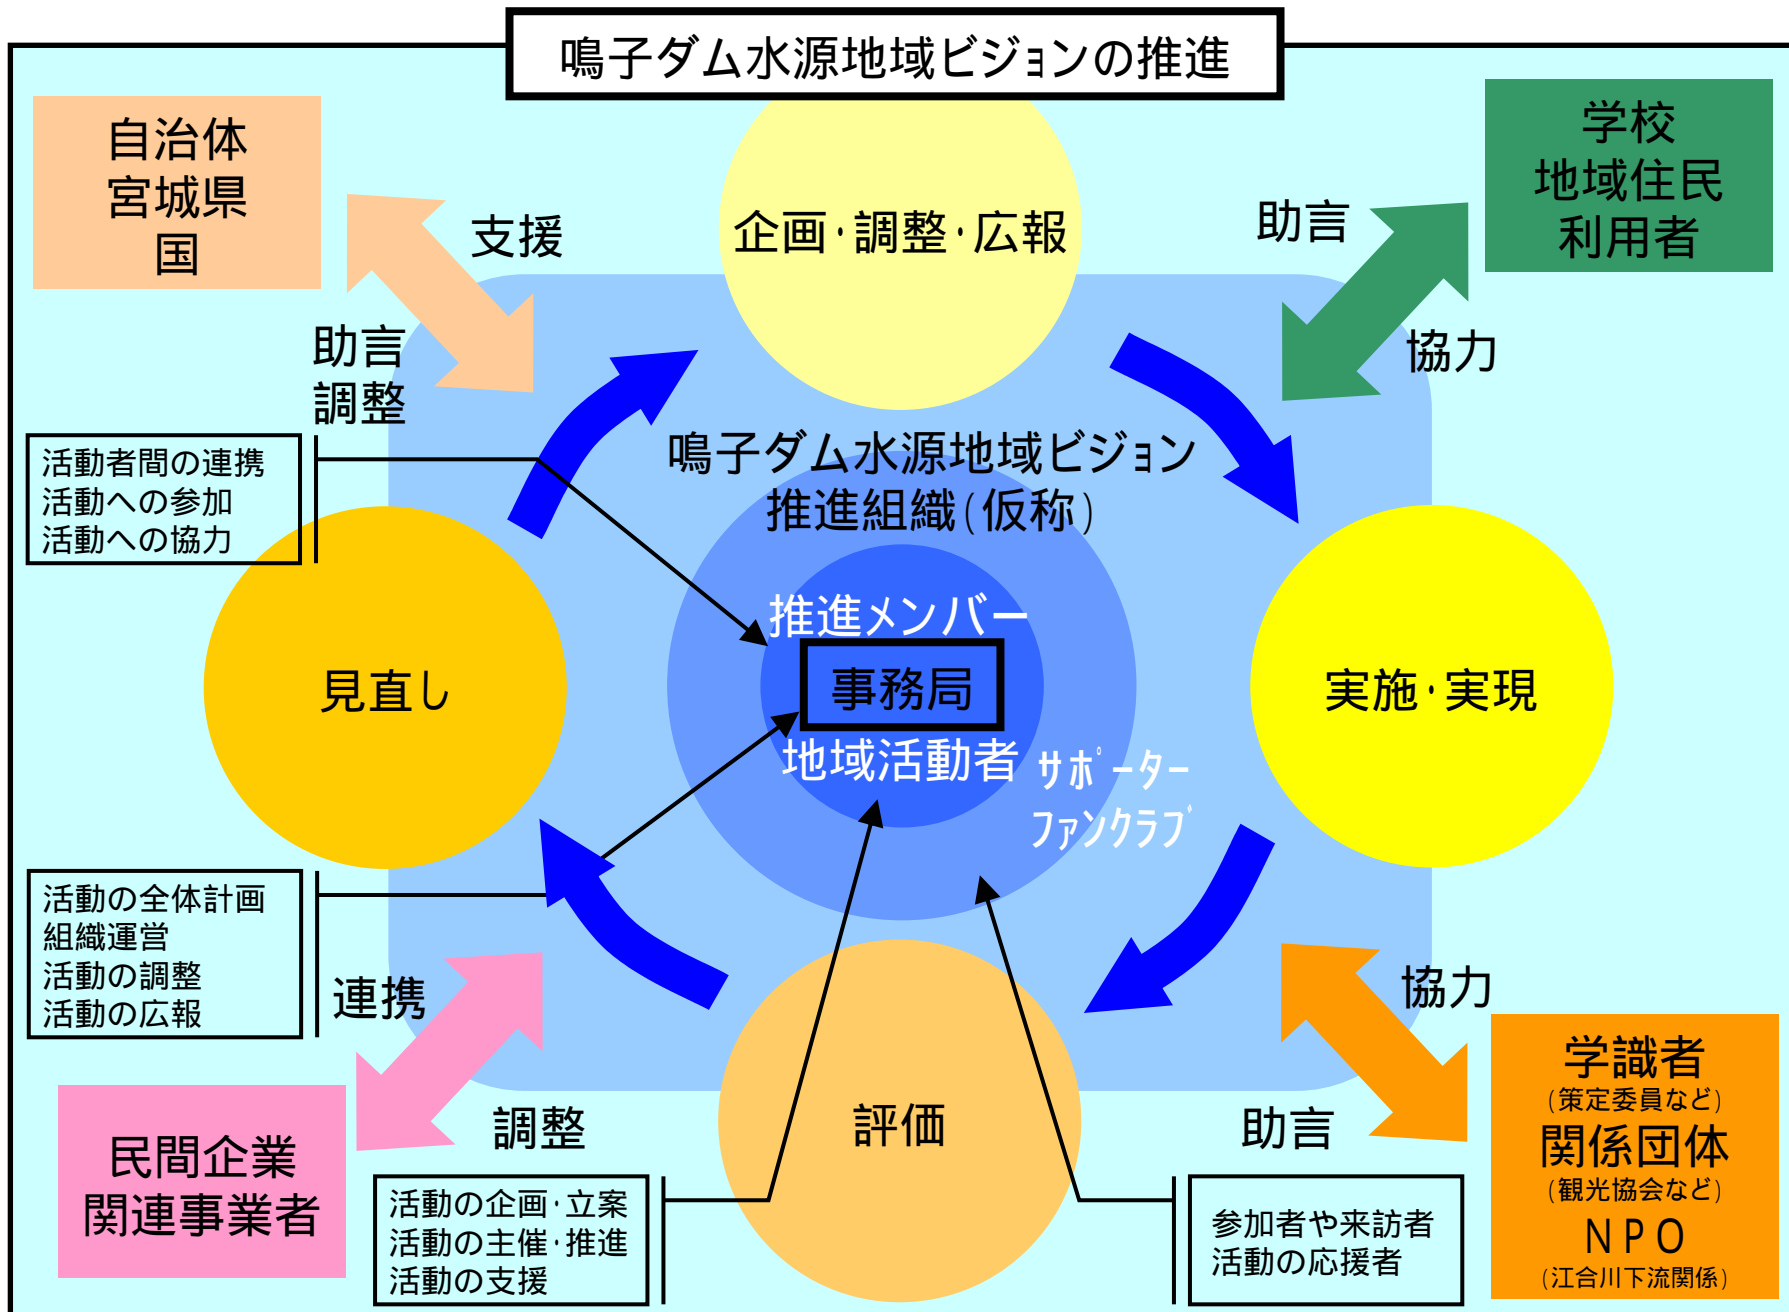 鳴子ダム水源地域ビジョンの推進
自治体
宮城県
国
支援
助言
調整
企画・調整・広報
学校
地域住民
利用者
助言
協力
活動者間の連携
活動への参加
活動への協力
鳴子ダム水源地域ビジョン
推進組織(仮称)
推進メンバー
事務局
地域活動者
サポーター
ファンクラブ
見直し
実施・実現
活動の全体計画
組織運営
活動の調整
活動の広報
連携
調整
民間企業
関連事業者
評価
協力
助言
学識者
(策定委員など)
関係団体
(観光協会など)
NPO
(江合川下流関係)
活動の企画・立案
活動の主催・推進
活動の支援
参加者や来訪者
活動の応援者